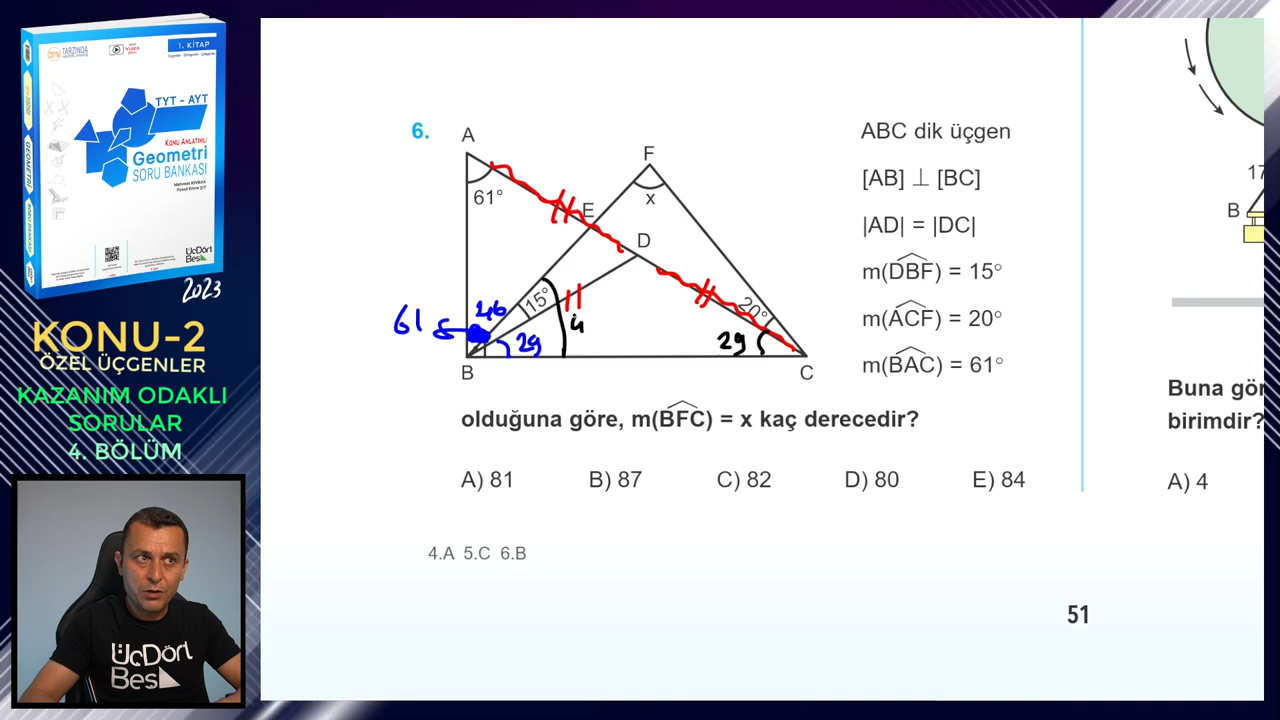 TARZINDA
1. KİTAP
TYT - AYT
KONU ANLATIMLI
Geometri
SORU BANKASI
GEOMETRİ
ÜçDört
Beş
2023
KONU-2
ÖZEL ÜÇGENLER
KAZANIM ODAKLI
SORULAR
4. BÖLÜM
ÜçDört
Beş
6.
A
F
61°
E
x
D
15°
20°
61
46
29
29
B
C
ABC dik üçgen
[AB] ⊥ [BC]
|AD| = |DC|
m(DBF) = 15°
m(ACF) = 20°
m(BAC) = 61°
olduğuna göre, m(BFC) = x kaç derecedir?
A) 81 B) 87 C) 82 D) 80 E) 84
4.A 5.C 6.B
51
17
B
Buna gör
birimdir?
A) 4